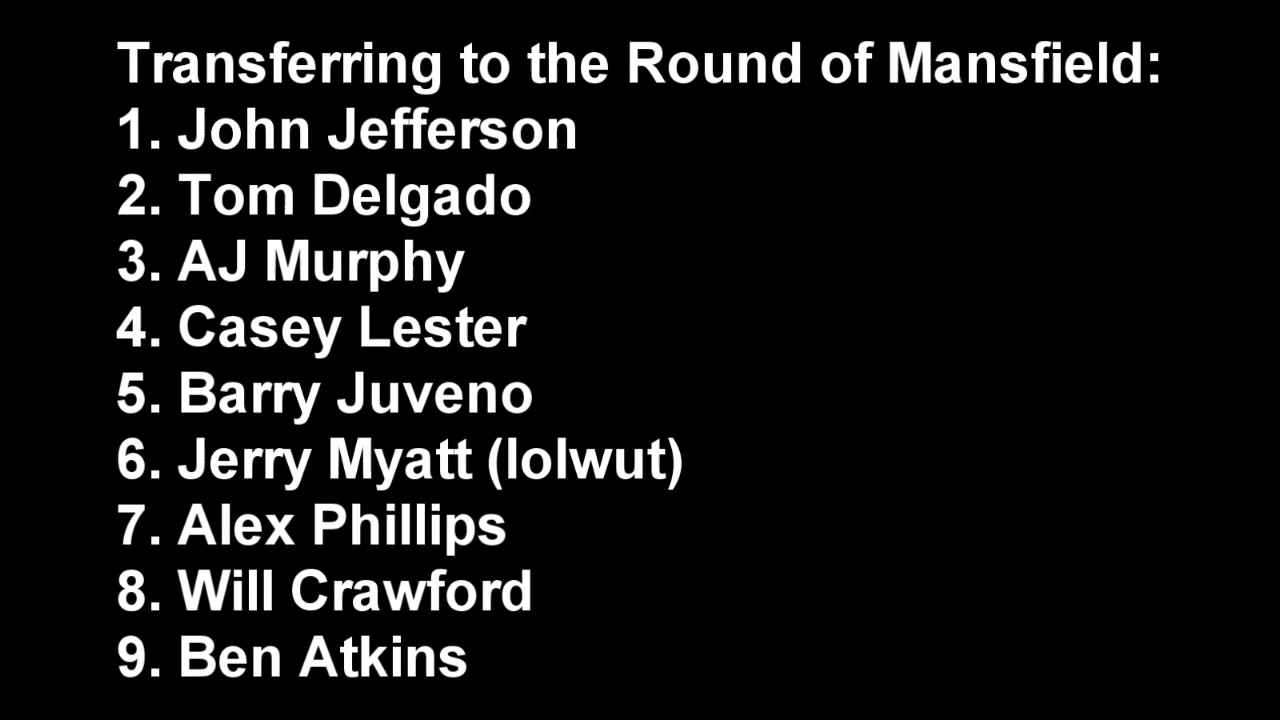 Transferring to the Round of Mansfield:
1. John Jefferson
2. Tom Delgado
3. AJ Murphy
4. Casey Lester
5. Barry Juveno
6. Jerry Myatt (lolwut)
7. Alex Phillips
8. Will Crawford
9. Ben Atkins